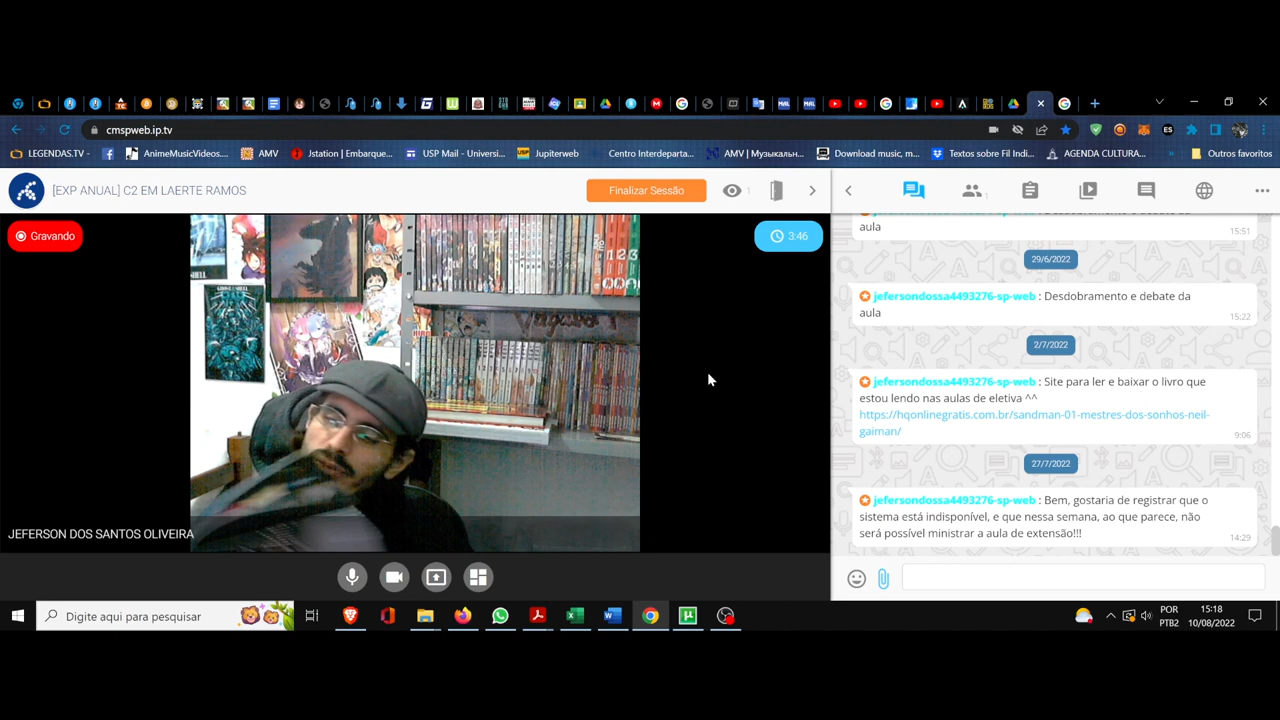 cmspweb.ip.tv
LEGENDAS.TV - AnimeMusicVideos.... AMV Jstation | Embarque... USP Mail - Universi... Jupiterweb Centro Interdeparta... AMV | Музыкальн... Download music, m... Textos sobre Fil Indi... AGENDA CULTURA... » Outros favoritos
[EXP ANUAL] C2 EM LAERTE RAMOS
Finalizar Sessão
1
1
Gravando
3:46
JEFERSON DOS SANTOS OLIVEIRA
aula
15:51
29/6/2022
jefersondossa4493276-sp-web : Desdobramento e debate da
aula
15:22
2/7/2022
jefersondossa4493276-sp-web : Site para ler e baixar o livro que
estou lendo nas aulas de eletiva ^^
https://hqonlinegratis.com.br/sandman-01-mestres-dos-sonhos-neil-
gaiman/
9:06
27/7/2022
jefersondossa4493276-sp-web : Bem, gostaria de registrar que o
sistema está indisponível, e que nessa semana, ao que parece, não
será possível ministrar a aula de extensão!!!
14:29
Digite aqui para pesquisar
POR
PTB2
15:18
10/08/2022